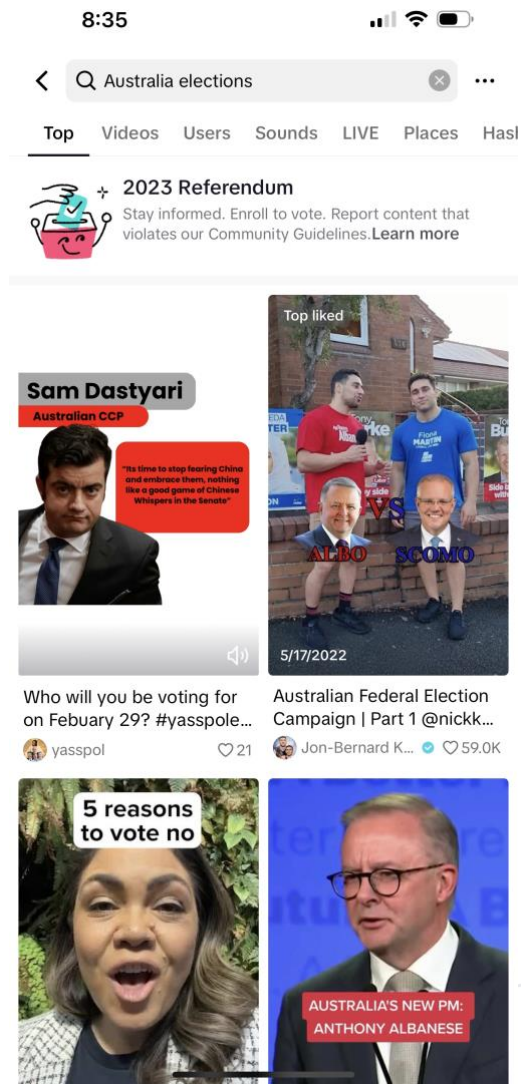 8:35
Australia elections
Top Videos Users Sounds LIVE Places Hash
2023 Referendum
Stay informed. Enroll to vote. Report content that
violates our Community Guidelines.Learn more
Sam Dastyari
Australian CCP
"Its time to stop fearing China
and embrace them, nothing
like a good game of Chinese
Whispers in the Senate"
Top liked
Fiona
MARTIN
VS
ALBO SCOMO
5/17/2022
Who will you be voting for
on Febuary 29? #yasspole...
yasspol 21
Australian Federal Election
Campaign | Part 1 @nickk...
Jon-Bernard K... 59.0K
5 reasons
to vote no
AUSTRALIA'S NEW PM:
ANTHONY ALBANESE